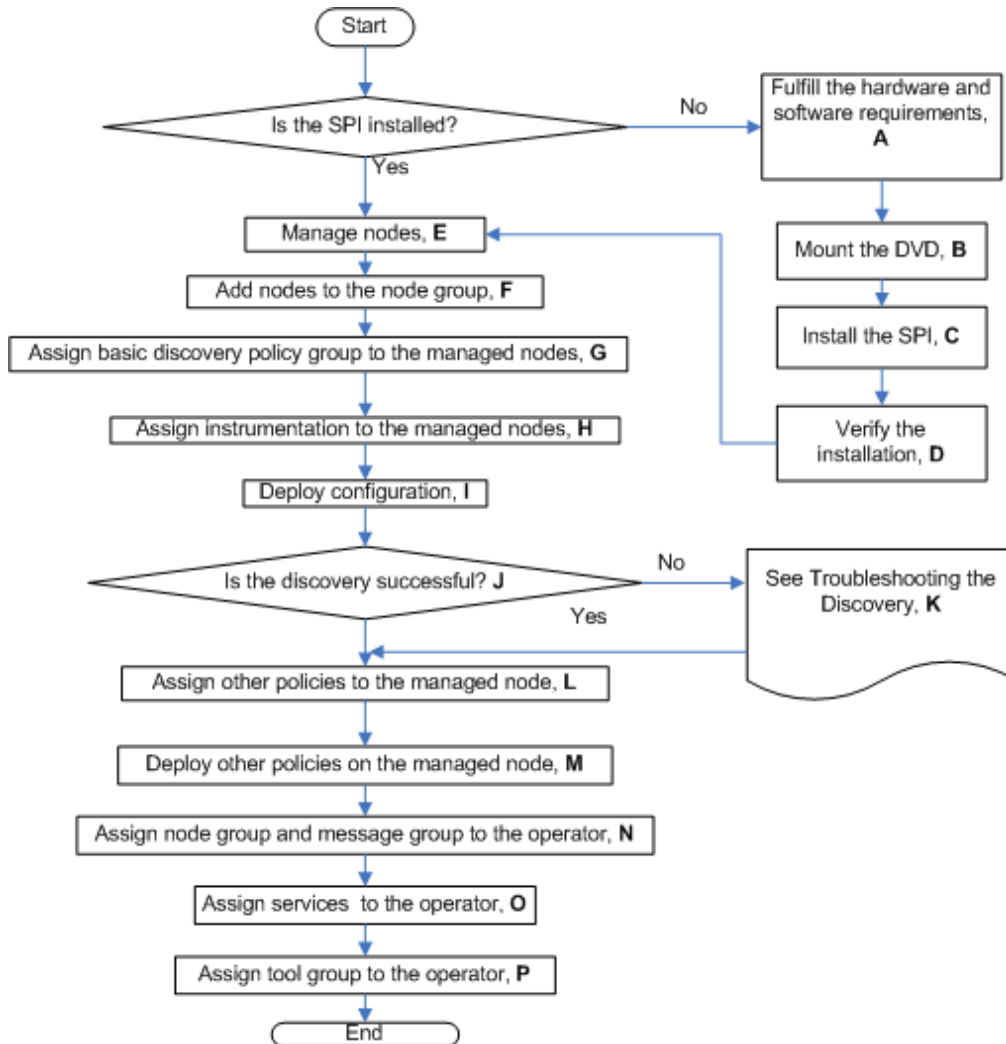 Start
Is the SPI installed?
No
Yes
Fulfill the hardware and
software requirements,
A
Mount the DVD, B
Install the SPI, C
Verify the
installation, D
Manage nodes, E
Add nodes to the node group, F
Assign basic discovery policy group to the managed nodes, G
Assign instrumentation to the managed nodes, H
Deploy configuration, I
Is the discovery successful? J
No
Yes
See Troubleshooting the
Discovery, K
Assign other policies to the managed node, L
Deploy other policies on the managed node, M
Assign node group and message group to the operator, N
Assign services to the operator, O
Assign tool group to the operator, P
End